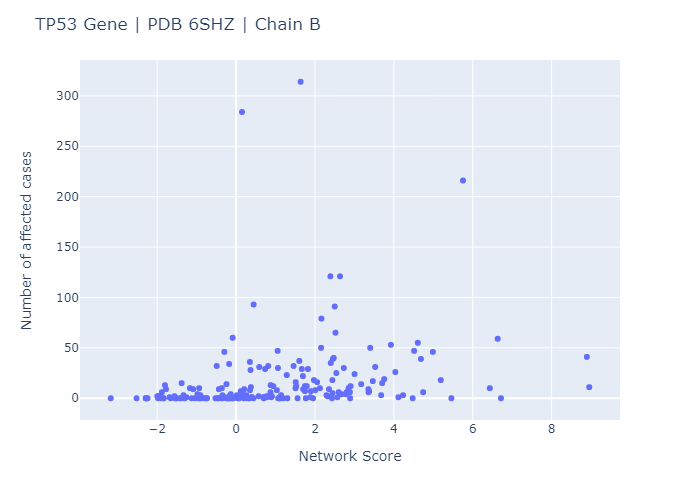 TP53 Gene | PDB 6SHZ | Chain B
Number of affected cases
300
250
200
150
100
50
0
−2 0 2 4 6 8
Network Score